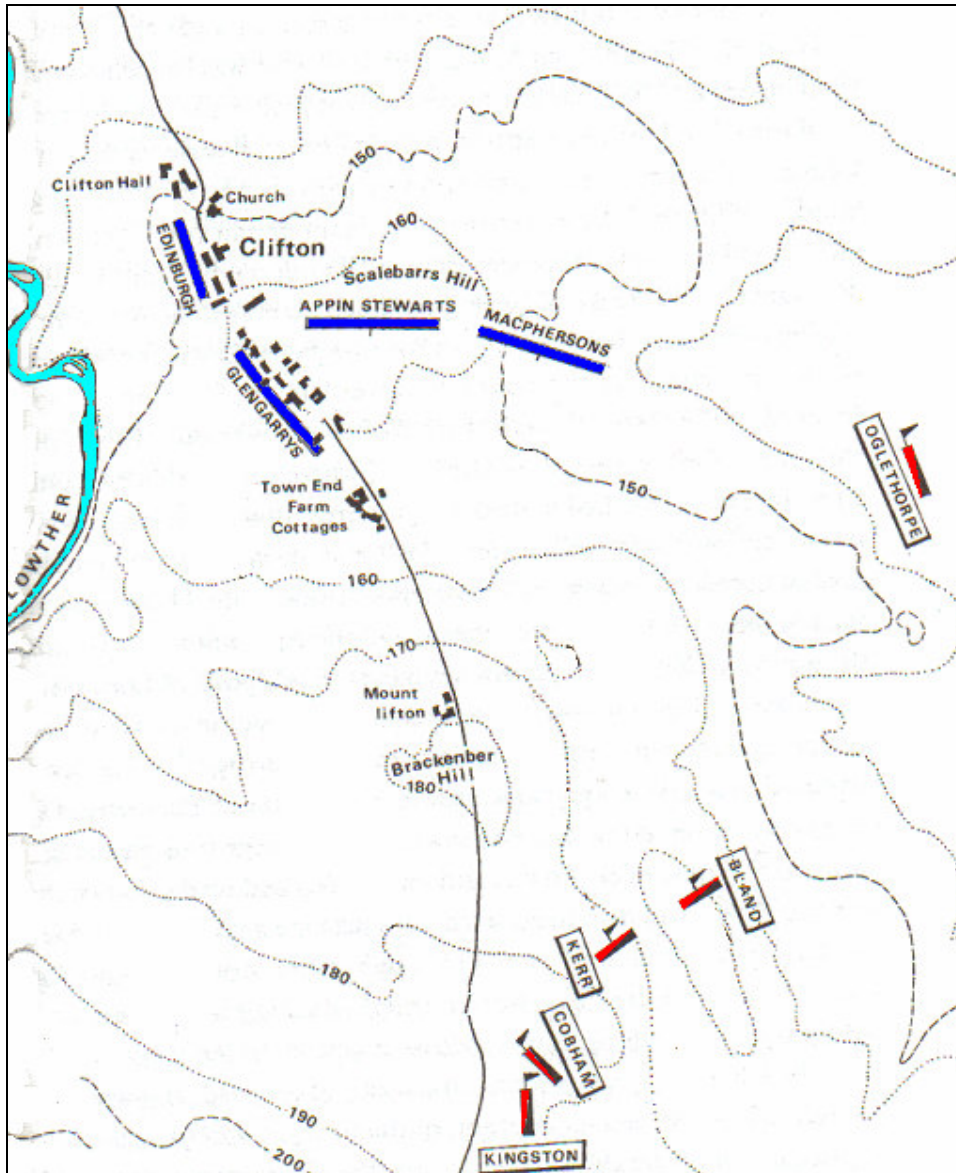 150
Clifton Hall
Church
160
EDINBURGH
Clifton
Scalebarrs Hill
APPIN STEWARTS
MACPHERSONS
GLENGARRYS
OGLETHORPE
Town End
Farm
Cottages
150
LOWTHER
160
170
Mount
lifton
Brackenber
Hill
180
BLAND
KERR
180
COBHAM
190
KINGSTON
200